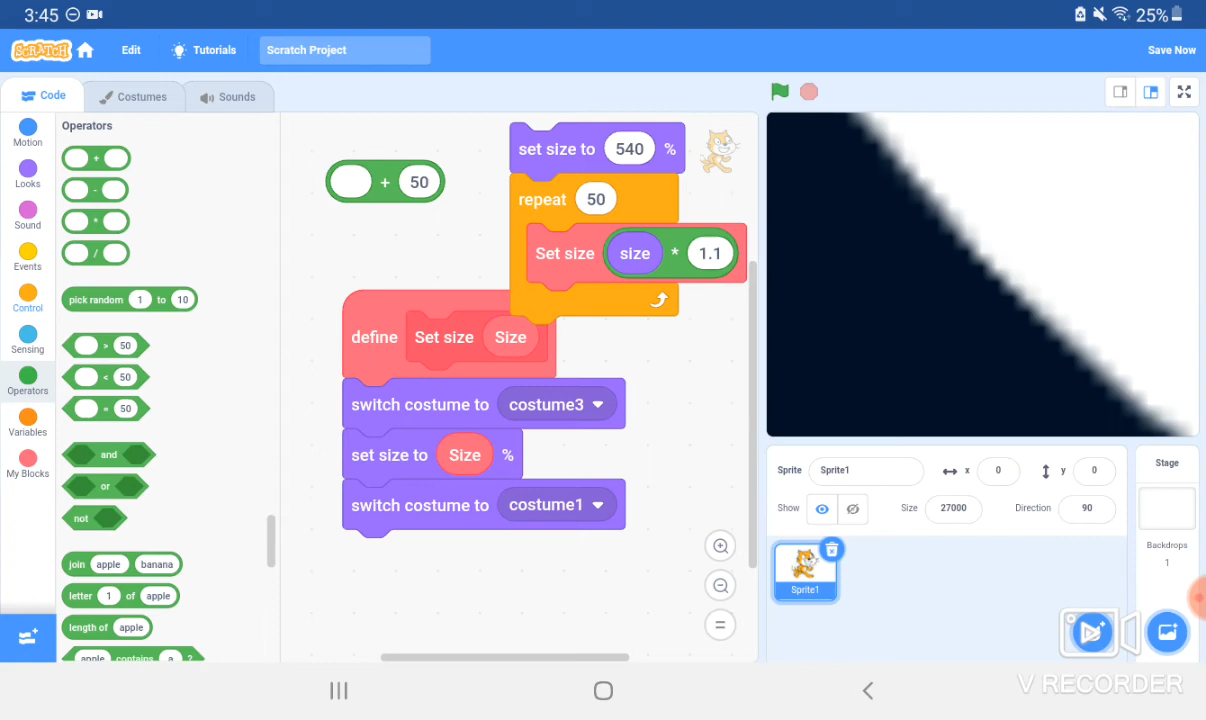 3:45
25%
SCRATCH
Edit
Tutorials
Scratch Project
Save Now
Code
Costumes
Sounds
Motion
Looks
Sound
Events
Control
Sensing
Operators
Variables
My Blocks
Operators
+
-
*
/
pick random 1 to 10
> 50
< 50
= 50
and
or
not
join apple banana
letter 1 of apple
length of apple
apple contains a ?
+ 50
set size to 540 %
repeat 50
Set size size * 1.1
define Set size Size
switch costume to costume3
set size to Size %
switch costume to costume1
Sprite Sprite1 x 0 y 0
Show Size 27000 Direction 90
Sprite1
Stage
Backdrops
1
V RECORDER